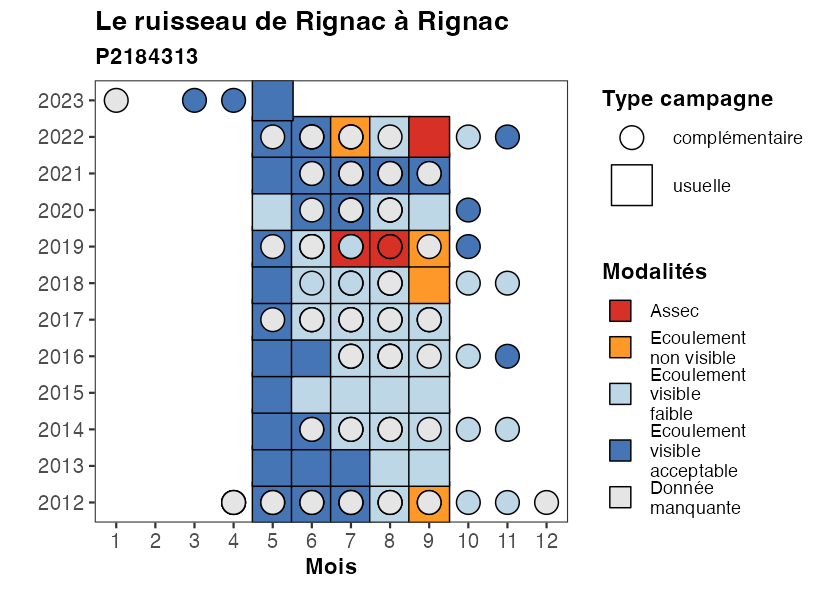 Le ruisseau de Rignac à Rignac
P2184313
2023
2022
2021
2020
2019
2018
2017
2016
2015
2014
2013
2012
1 2 3 4 5 6 7 8 9 10 11 12
Mois
Type campagne
complémentaire
usuelle
Modalités
Assec
Ecoulement
non visible
Ecoulement
visible
faible
Ecoulement
visible
acceptable
Donnée
manquante